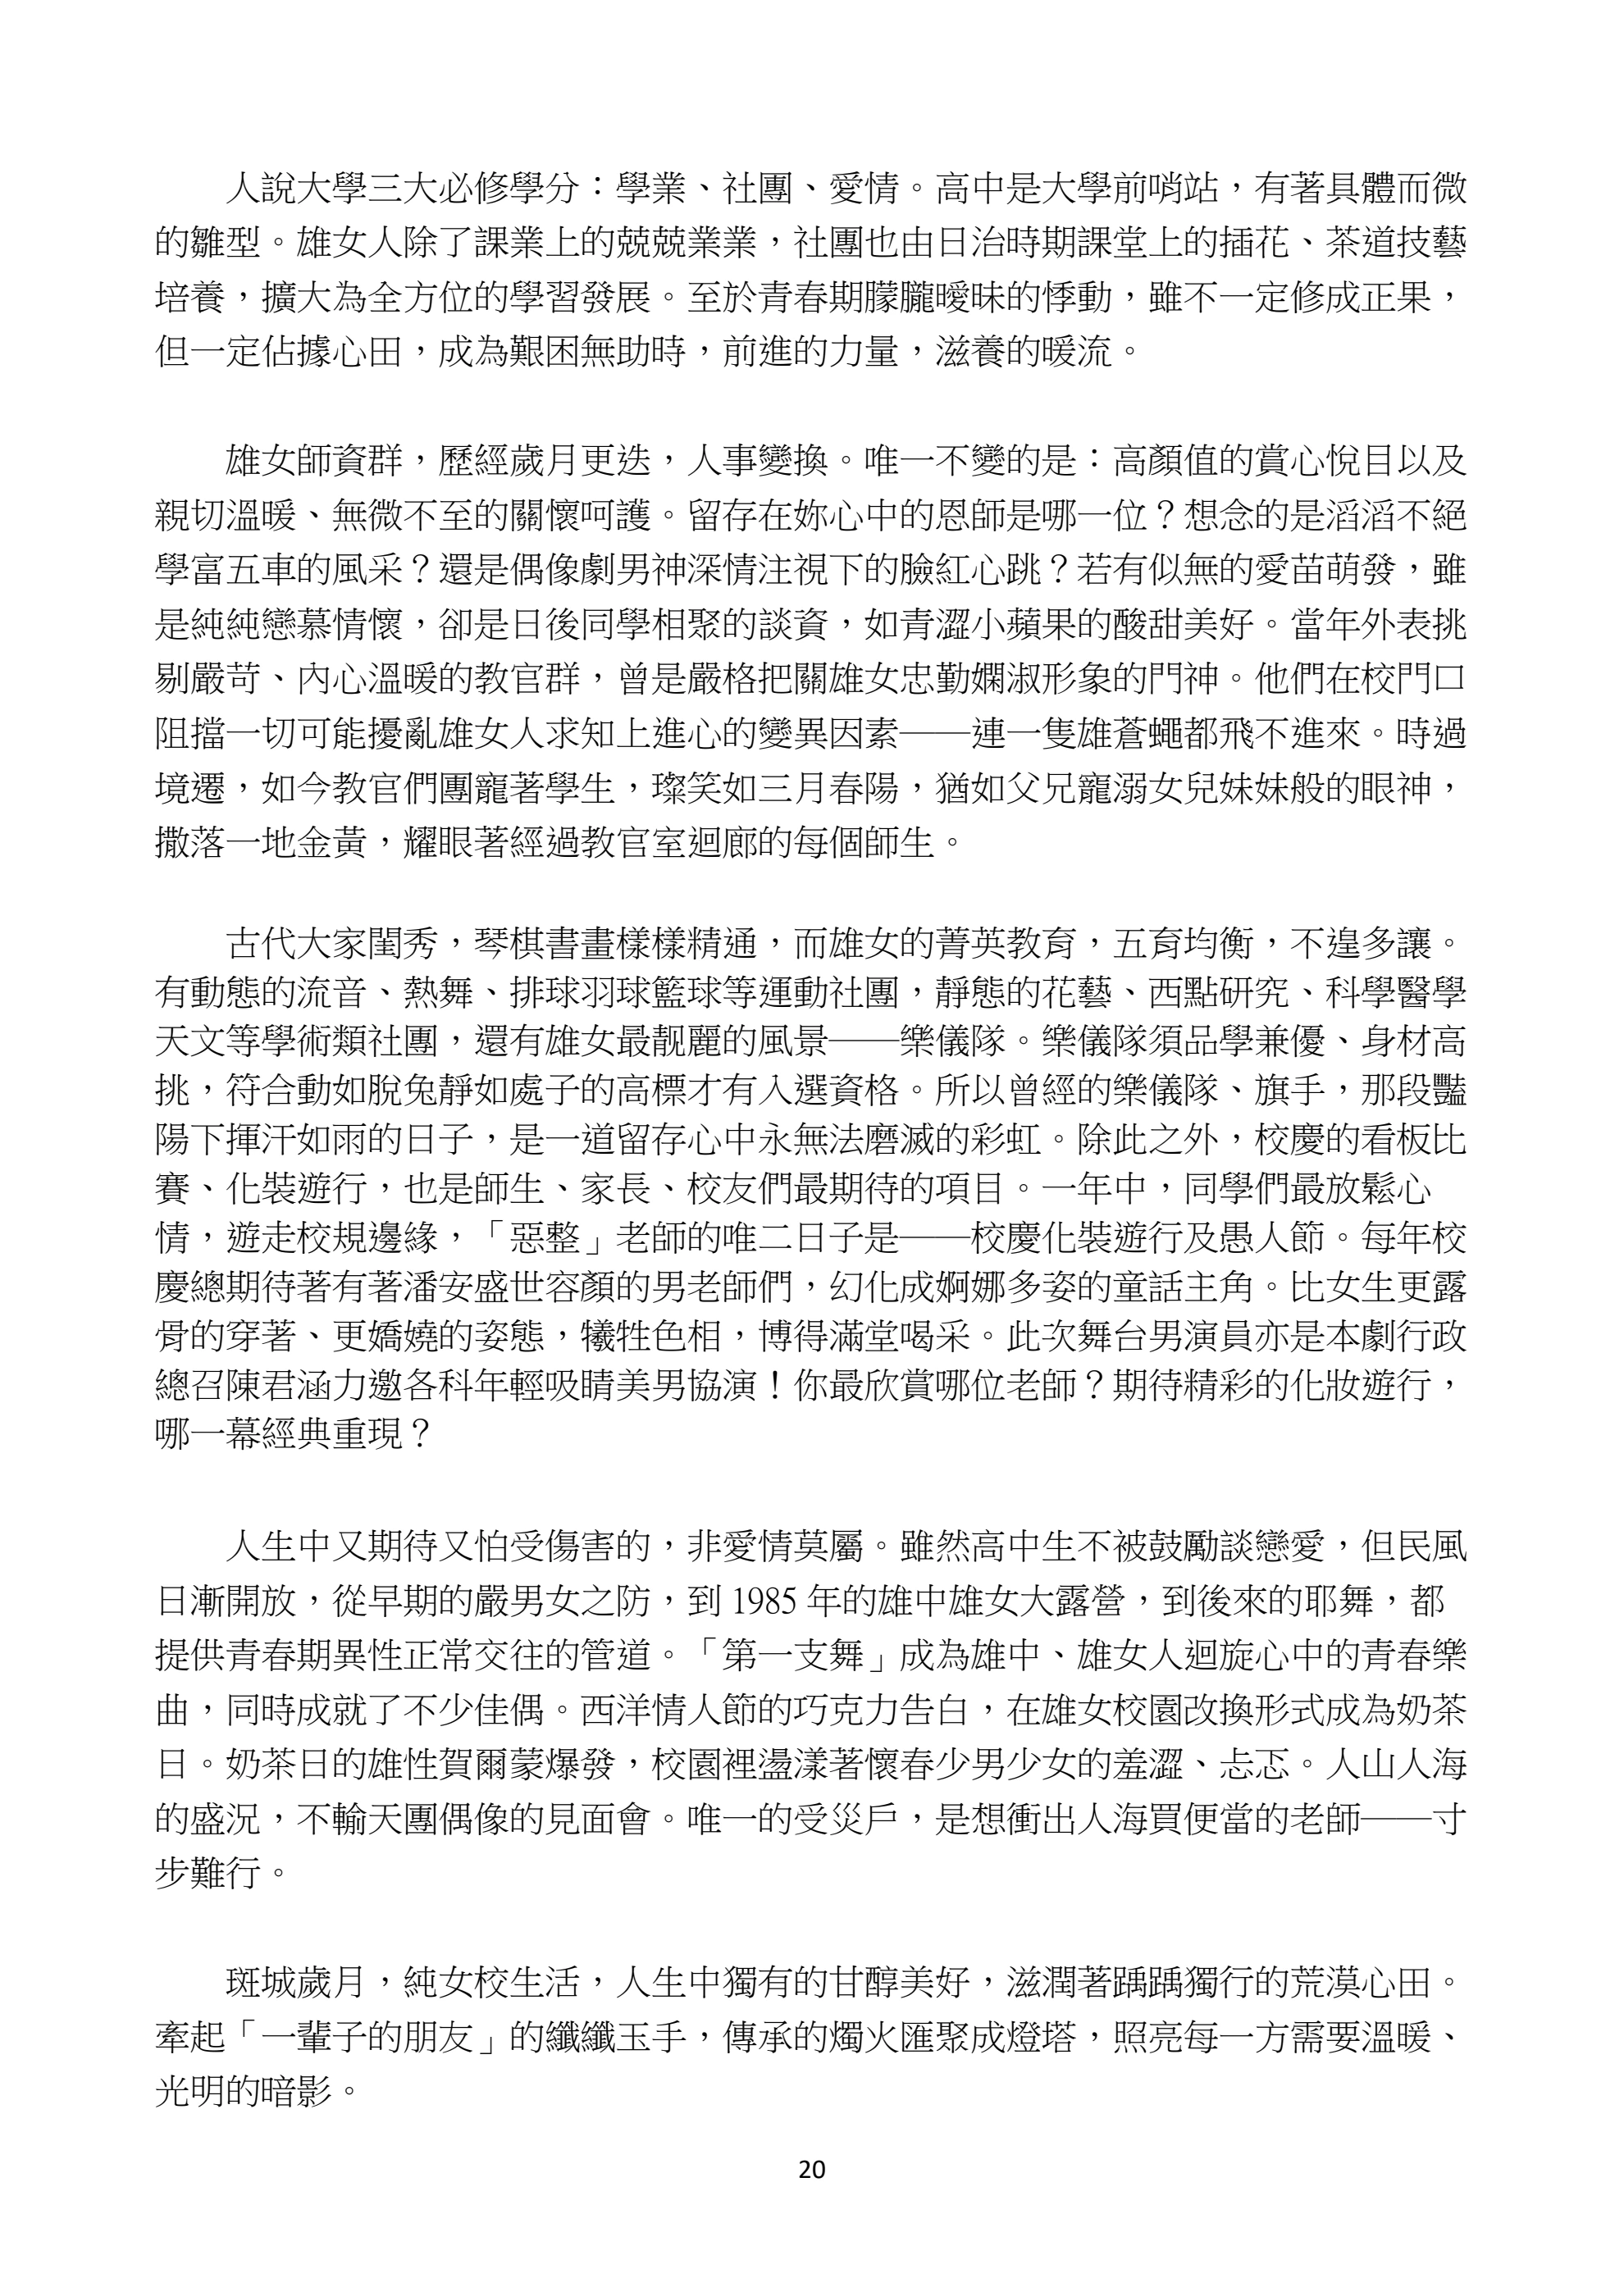 人說大學三大必修學分：學業、社團、愛情。高中是大學前哨站，有著具體而微
的雛型。雄女人除了課業上的兢兢業業，社團也由日治時期課堂上的插花、茶道技藝
培養，擴大為全方位的學習發展。至於青春期朦朧曖昧的悸動，雖不一定修成正果，
但一定佔據心田，成為艱困無助時，前進的力量，滋養的暖流。
雄女師資群，歷經歲月更迭，人事變換。唯一不變的是：高顏值的賞心悅目以及
親切溫暖、無微不至的關懷呵護。留存在妳心中的恩師是哪一位？想念的是滔滔不絕
學富五車的風采？還是偶像劇男神深情注視下的臉紅心跳？若有似無的愛苗萌發，雖
是純純戀慕情懷，卻是日後同學相聚的談資，如青澀小蘋果的酸甜美好。當年外表挑
剔嚴苛、內心溫暖的教官群，曾是嚴格把關雄女忠勤嫻淑形象的門神。他們在校門口
阻擋一切可能擾亂雄女人求知上進心的變異因素——連一隻雄蒼蠅都飛不進來。時過
境遷，如今教官們團寵著學生，璨笑如三月春陽，猶如父兄寵溺女兒妹妹般的眼神，
撒落一地金黃，耀眼著經過教官室迴廊的每個師生。
古代大家閨秀，琴棋書畫樣樣精通，而雄女的菁英教育，五育均衡，不遑多讓。
有動態的流音、熱舞、排球羽球籃球等運動社團，靜態的花藝、西點研究、科學醫學
天文等學術類社團，還有雄女最靚麗的風景——樂儀隊。樂儀隊須品學兼優、身材高
挑，符合動如脫兔靜如處子的高標才有入選資格。所以曾經的樂儀隊、旗手，那段豔
陽下揮汗如雨的日子，是一道留存心中永無法磨滅的彩虹。除此之外，校慶的看板比
賽、化裝遊行，也是師生、家長、校友們最期待的項目。一年中，同學們最放鬆心
情，遊走校規邊緣，「惡整」老師的唯二日子是——校慶化裝遊行及愚人節。每年校
慶總期待著有著潘安盛世容顏的男老師們，幻化成婀娜多姿的童話主角。比女生更露
骨的穿著、更嬌嬈的姿態，犧牲色相，博得滿堂喝采。此次舞台男演員亦是本劇行政
總召陳君涵力邀各科年輕吸睛美男協演！你最欣賞哪位老師？期待精彩的化妝遊行，
哪一幕經典重現？
人生中又期待又怕受傷害的，非愛情莫屬。雖然高中生不被鼓勵談戀愛，但民風
日漸開放，從早期的嚴男女之防，到 1985 年的雄中雄女大露營，到後來的耶舞，都
提供青春期異性正常交往的管道。「第一支舞」成為雄中、雄女人迴旋心中的青春樂
曲，同時成就了不少佳偶。西洋情人節的巧克力告白，在雄女校園改換形式成為奶茶
日。奶茶日的雄性賀爾蒙爆發，校園裡盪漾著懷春少男少女的羞澀、忐忑。人山人海
的盛況，不輸天團偶像的見面會。唯一的受災戶，是想衝出人海買便當的老師——寸
步難行。
斑城歲月，純女校生活，人生中獨有的甘醇美好，滋潤著踽踽獨行的荒漠心田。
牽起「一輩子的朋友」的纖纖玉手，傳承的燭火匯聚成燈塔，照亮每一方需要溫暖、
光明的暗影。
20